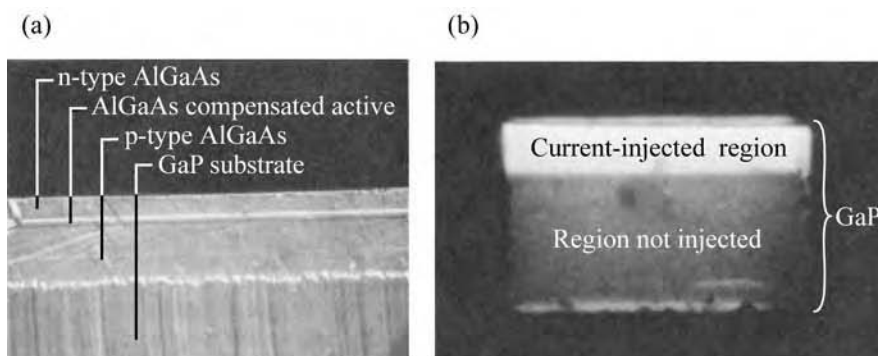 (a)
n-type AlGaAs
AlGaAs compensated active
p-type AlGaAs
GaP substrate
(b)
Current-injected region
Region not injected
GaP